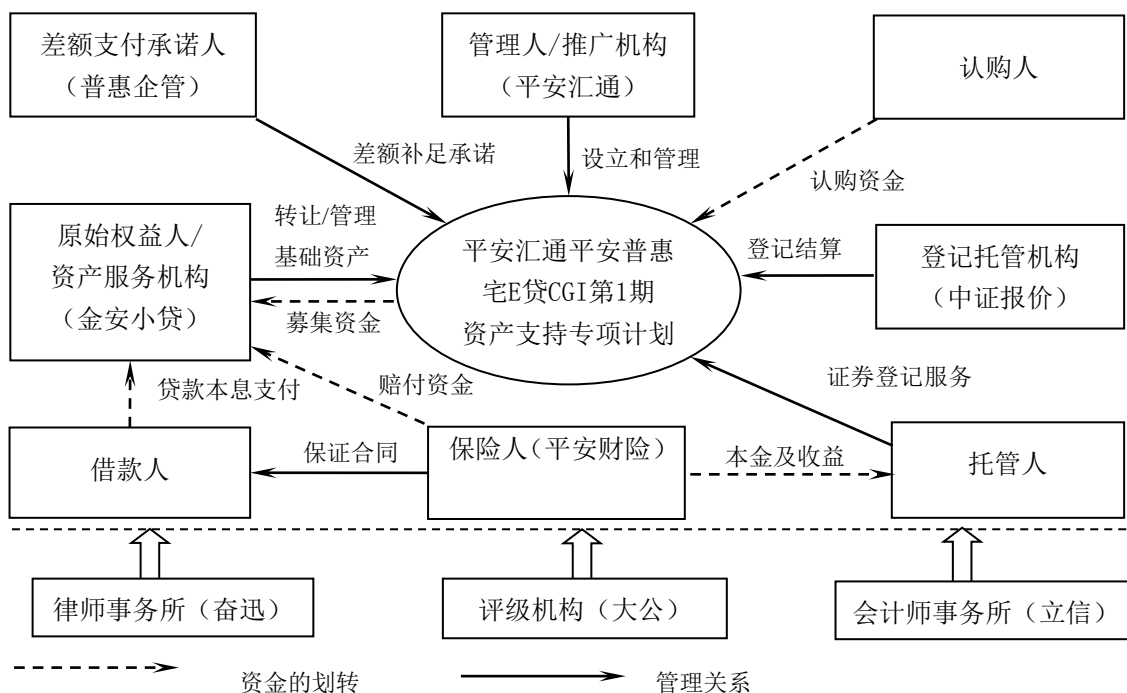 差额支付承诺人
（普惠企管）
管理人/推广机构
（平安汇通）
认购人
差额补足承诺
设立和管理
认购资金
原始权益人/
资产服务机构
（金安小贷）
转让/管理
基础资产
募集资金
平安汇通平安普惠
宅E贷CGI第1期
资产支持专项计划
登记结算
登记托管机构
（中证报价）
贷款本息支付
赔付资金
证券登记服务
借款人
保证合同
保险人（平安财险）
本金及收益
托管人
律师事务所（奋迅）
评级机构（大公）
会计师事务所（立信）
资金的划转
管理关系